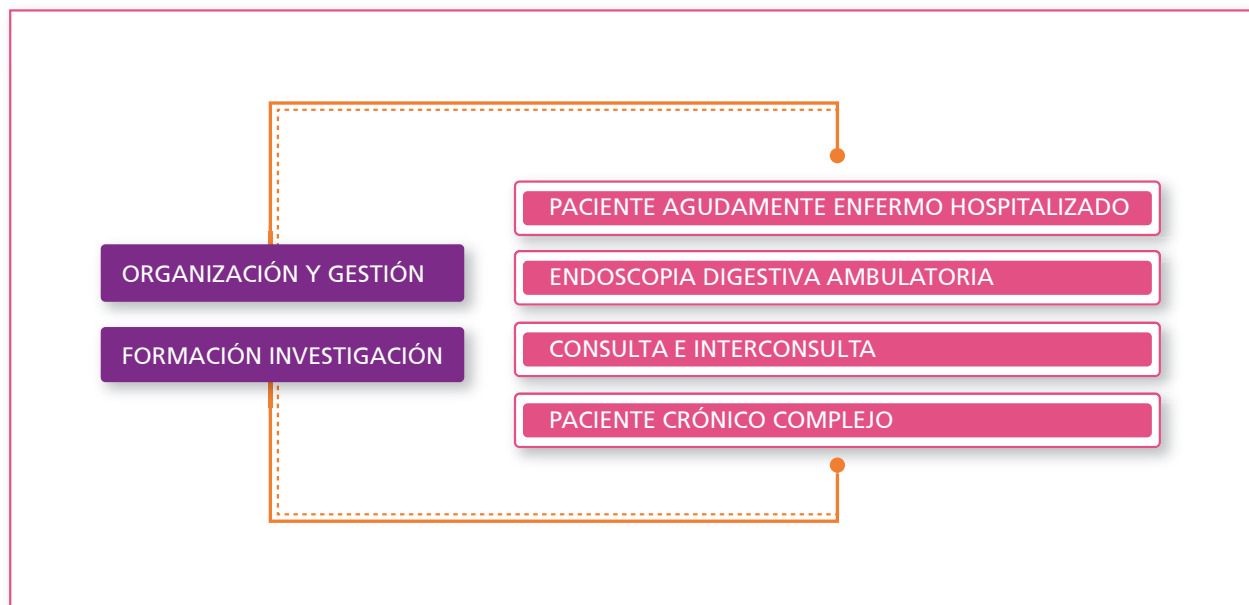 ORGANIZACIÓN Y GESTIÓN
FORMACIÓN INVESTIGACIÓN
PACIENTE AGUDAMENTE ENFERMO HOSPITALIZADO
ENDOSCOPIA DIGESTIVA AMBULATORIA
CONSULTA E INTERCONSULTA
PACIENTE CRÓNICO COMPLEJO